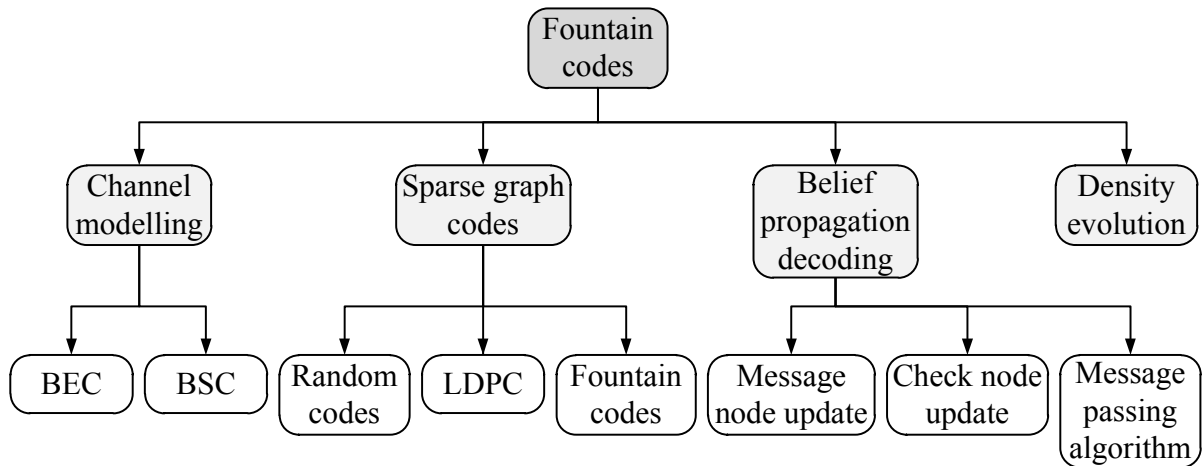 Fountain
codes
Channel
modelling
Sparse graph
codes
Belief
propagation
decoding
Density
evolution
BEC
BSC
Random
codes
LDPC
Fountain
codes
Message
node update
Check node
update
Message
passing
algorithm